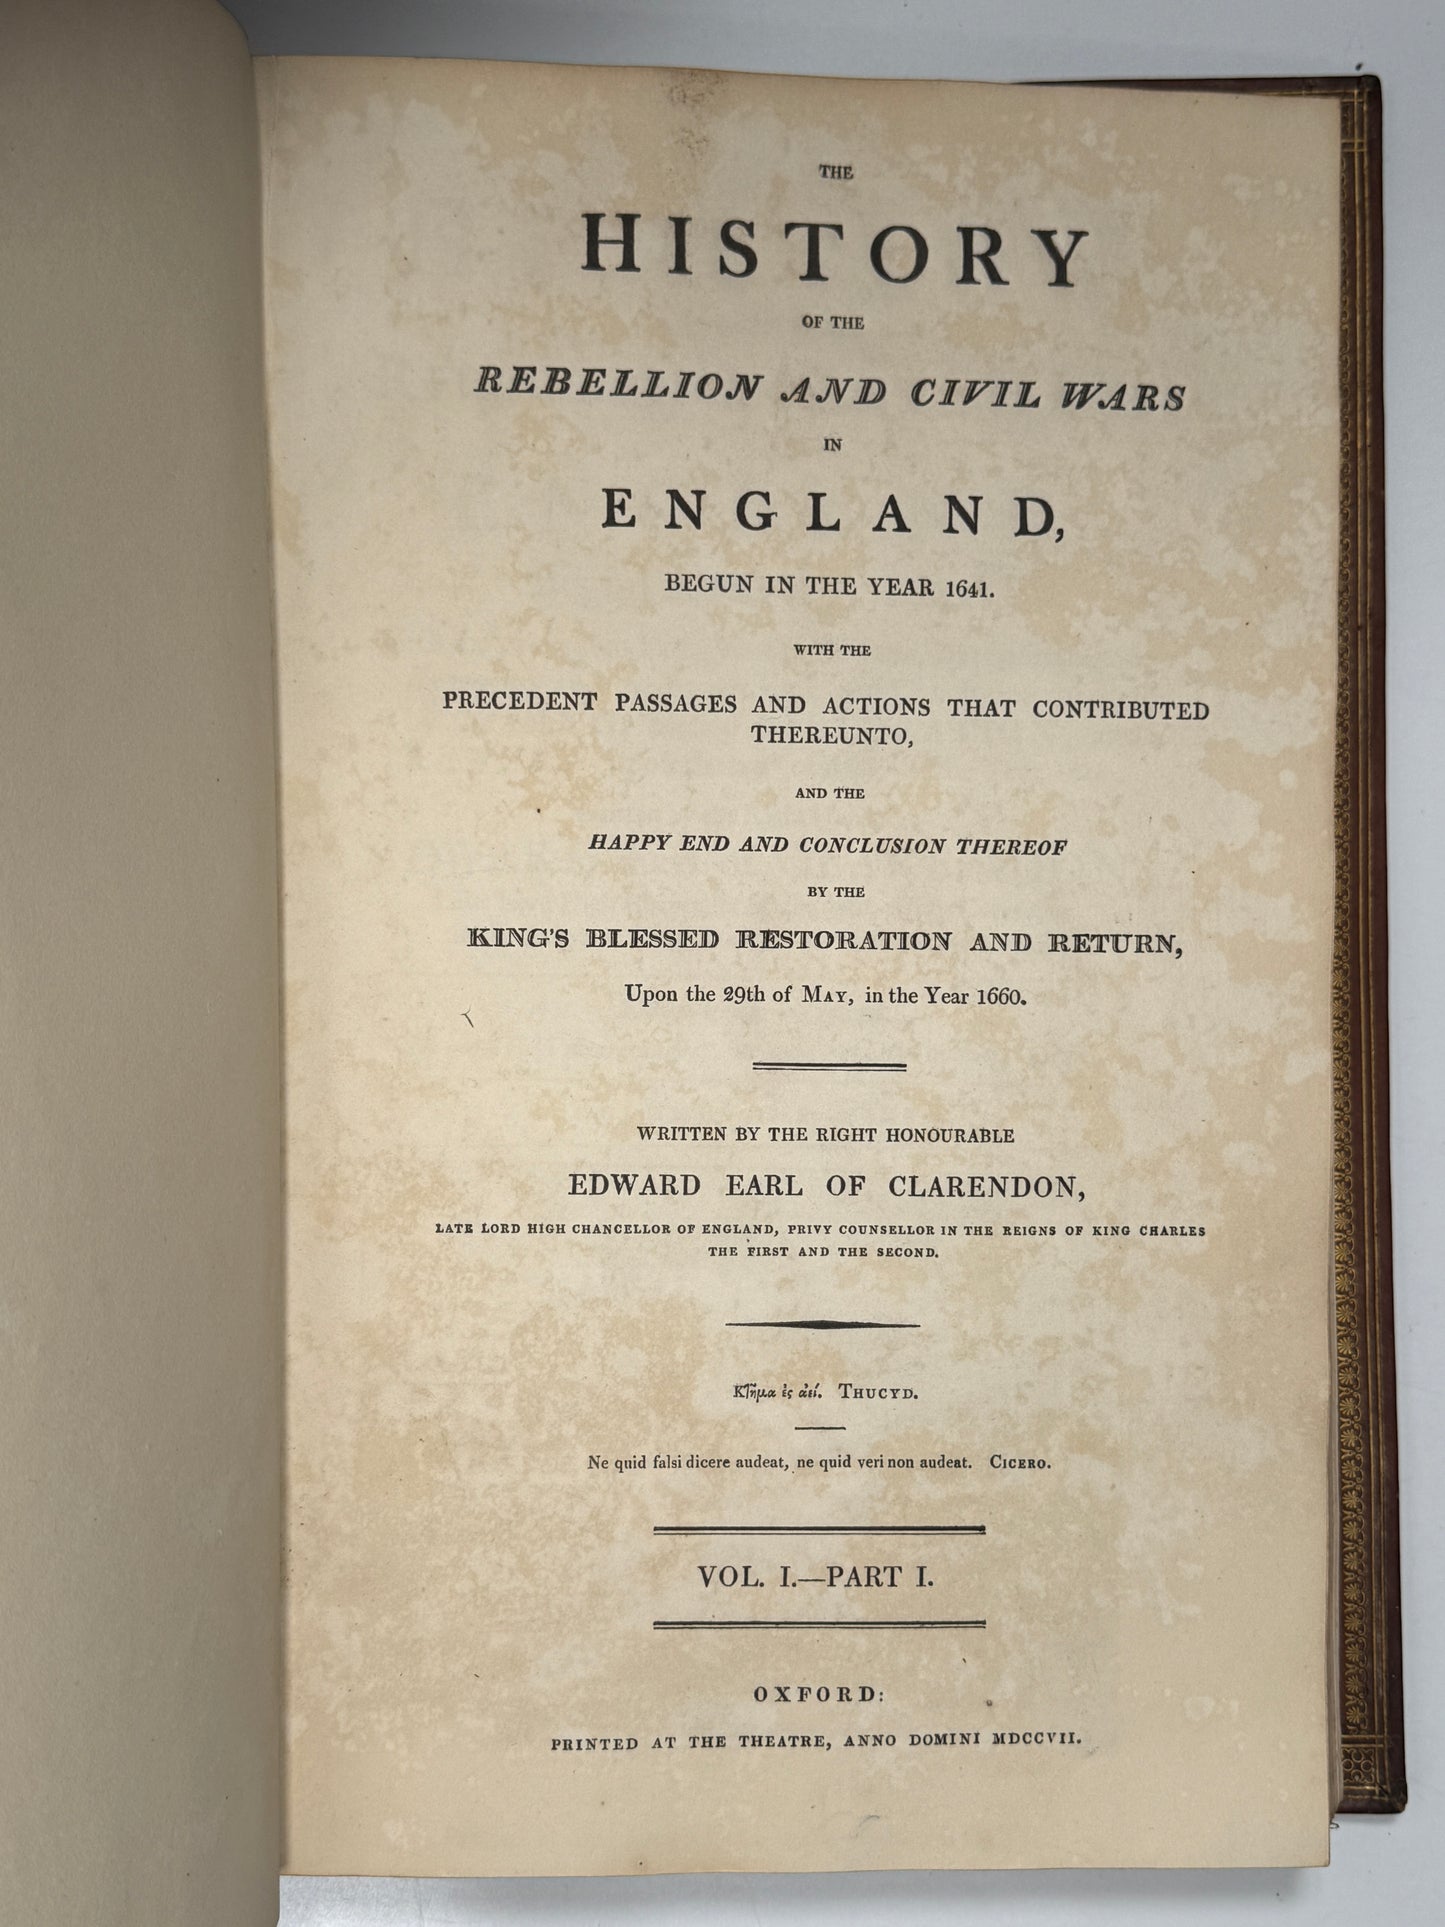 THE
HISTORY
OF THE
REBELLION AND CIVIL WARS
IN
ENGLAND,
BEGUN IN THE YEAR 1641.
WITH THE
PRECEDENT PASSAGES AND ACTIONS THAT CONTRIBUTED
THEREUNTO,
AND THE
HAPPY END AND CONCLUSION THEREOF
BY THE
KING'S BLESSED RESTORATION AND RETURN,
Upon the 29th of MAY, in the Year 1660.
WRITTEN BY THE RIGHT HONOURABLE
EDWARD EARL OF CLARENDON,
LATE LORD HIGH CHANCELLOR OF ENGLAND, PRIVY COUNSELLOR IN THE REIGNS OF KING CHARLES
THE FIRST AND THE SECOND.
Κτῆμα ἐς ἀεί. THUCYD.
Ne quid falsi dicere audeat, ne quid veri non audeat. CICERO.
VOL. I.—PART I.
OXFORD:
PRINTED AT THE THEATRE, ANNO DOMINI MDCCVII.